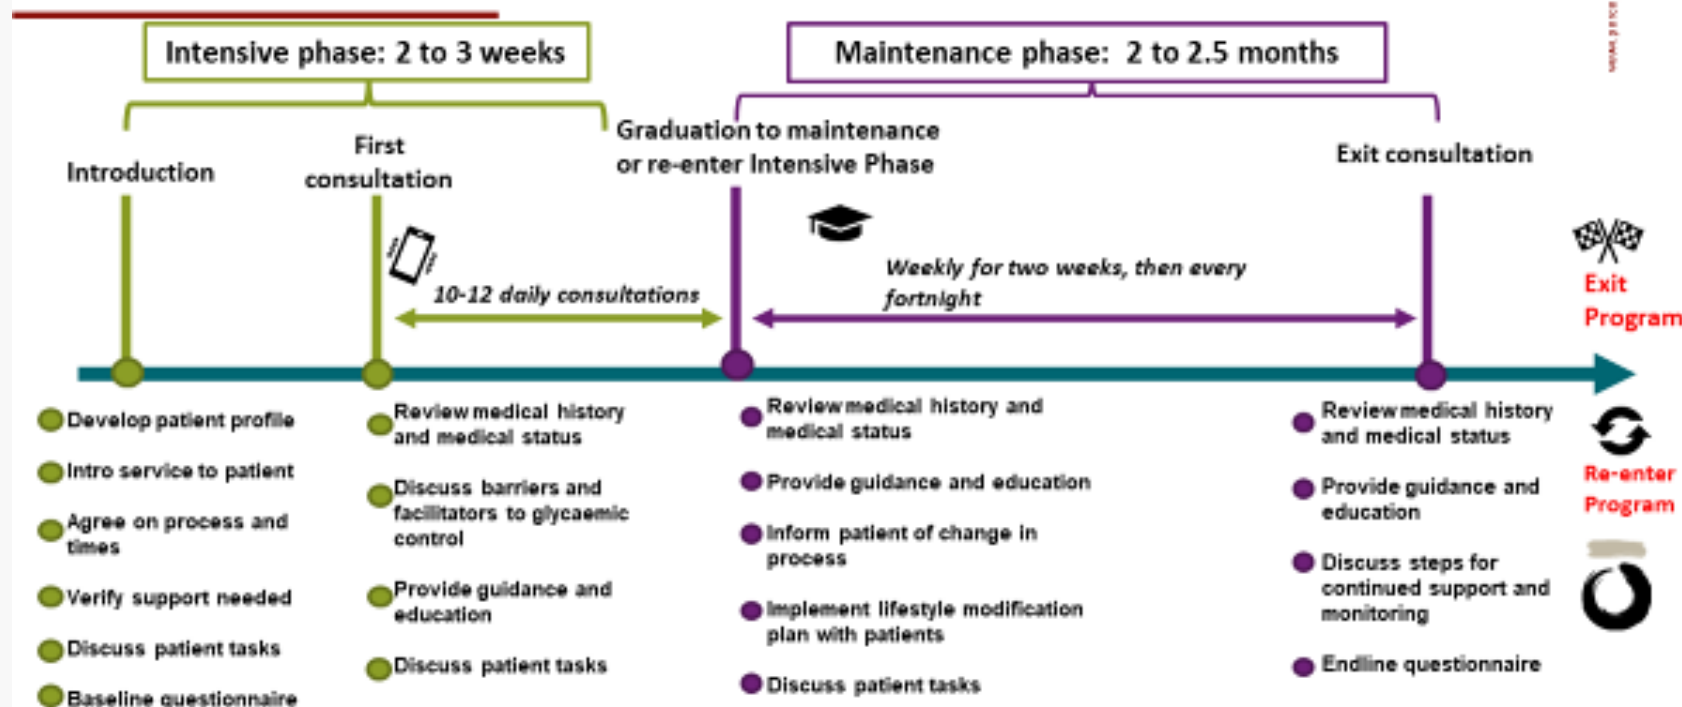 Intensive phase: 2 to 3 weeks
Maintenance phase:  2 to 2.5 months
Introduction
First
consultation
Graduation to maintenance
or re-enter Intensive Phase
Exit consultation
10-12 daily consultations
Weekly for two weeks, then every
fortnight
Exit
Program
Develop patient profile
Intro service to patient
Agree on process and
times
Verify support needed
Discuss patient tasks
Baseline questionnaire
Review medical history
and medical status
Discuss barriers and
facilitators to glycaemic
control
Provide guidance and
education
Discuss patient tasks
Review medical history and
medical status
Provide guidance and education
Inform patient of change in
process
Implement lifestyle modification
plan with patients
Discuss patient tasks
Review medical history
and medical status
Provide guidance and
education
Discuss steps for
continued support and
monitoring
Endline questionnaire
Re-enter
Program